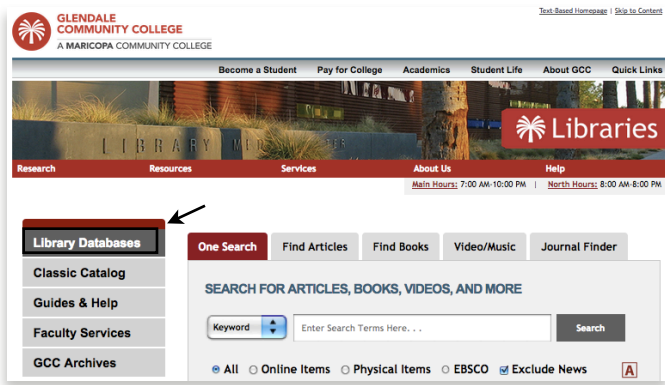 Text-Based Homepage | Skip to Content
GLENDALE
COMMUNITY COLLEGE
A MARICOPA COMMUNITY COLLEGE
Become a Student Pay for College Academics Student Life About GCC Quick Links
LIBRARY MEDIA CENTER
Libraries
Research Resources Services About Us Help
Main Hours: 7:00 AM-10:00 PM | North Hours: 8:00 AM-8:00 PM
Library Databases
Classic Catalog
Guides & Help
Faculty Services
GCC Archives
One Search Find Articles Find Books Video/Music Journal Finder
SEARCH FOR ARTICLES, BOOKS, VIDEOS, AND MORE
Keyword Enter Search Terms Here. . . Search
All Online Items Physical Items EBSCO Exclude News A